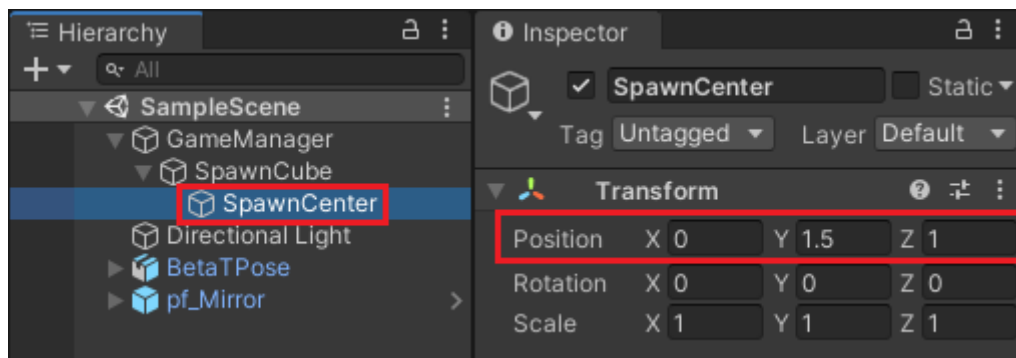 Hierarchy
All
SampleScene
GameManager
SpawnCube
SpawnCenter
Directional Light
BetaTPose
pf_Mirror
Inspector
SpawnCenter Static
Tag Untagged Layer Default
Transform
Position X 0 Y 1.5 Z 1
Rotation X 0 Y 0 Z 0
Scale X 1 Y 1 Z 1